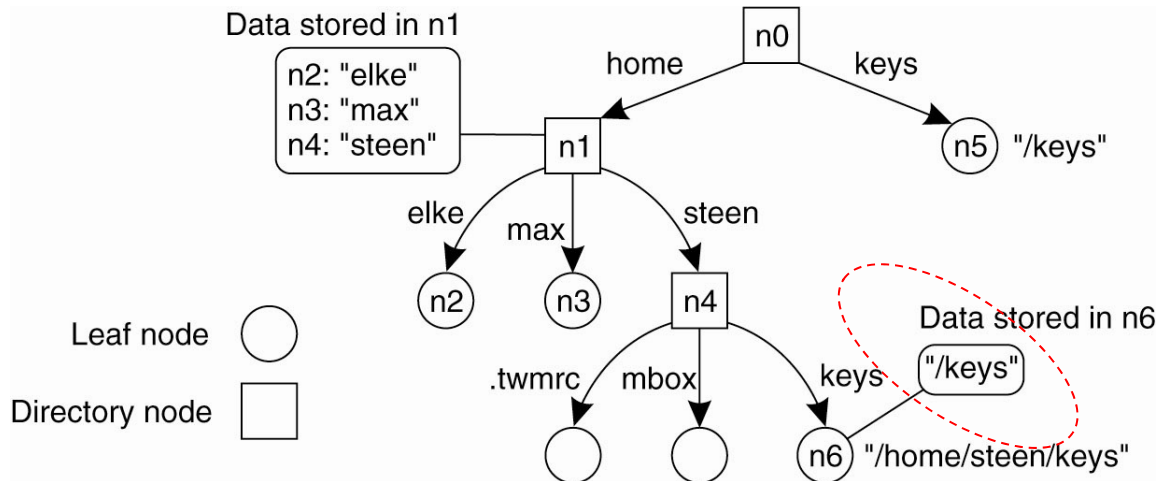 Data stored in n1
n0
n2: "elke"
n3: "max"
n4: "steen"
home
keys
n1
n5
"/keys"
elke
max
steen
n2
n3
n4
Data stored in n6
"/keys"
Leaf node
.twmrc
mbox
keys
Directory node
n6
"/home/steen/keys"